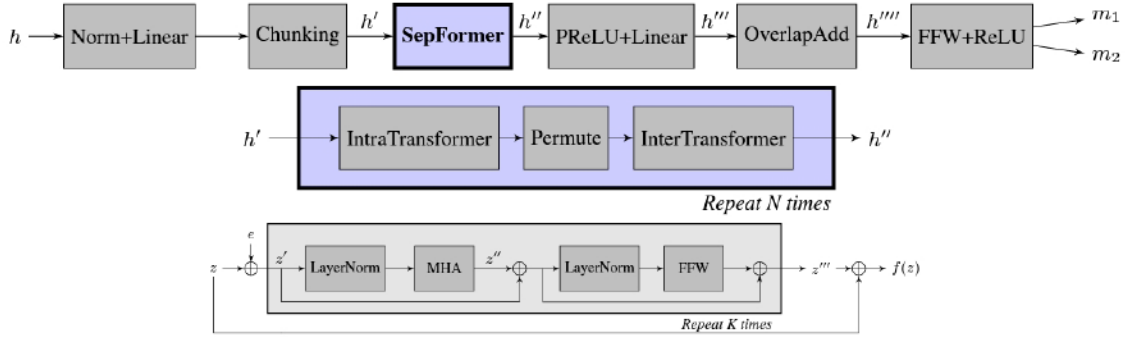 h Norm+Linear Chunking h′ SepFormer h′′ PReLU+Linear h′′′ OverlapAdd h′′′′ FFW+ReLU m₁
m₂
h′ IntraTransformer Permute InterTransformer h′′
Repeat N times
e
z z′ LayerNorm MHA z′′ LayerNorm FFW z′′′ f(z)
Repeat K times